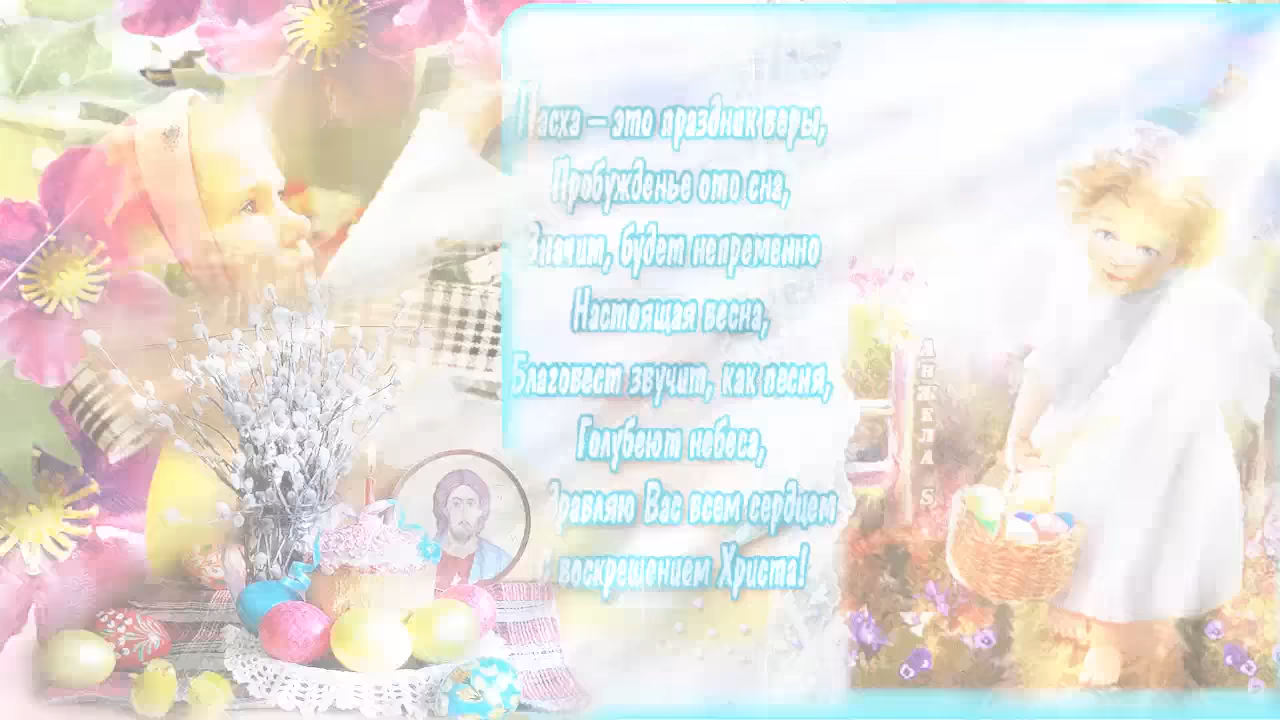 Пасха – это праздник веры,
Пробужденье ото сна,
Значит, будет непременно
Настоящая весна,
Благовест звучит, как песня,
Голубеют небеса,
Вас всем сердцем
воскрешением Христа!
АНЖЕЛА S